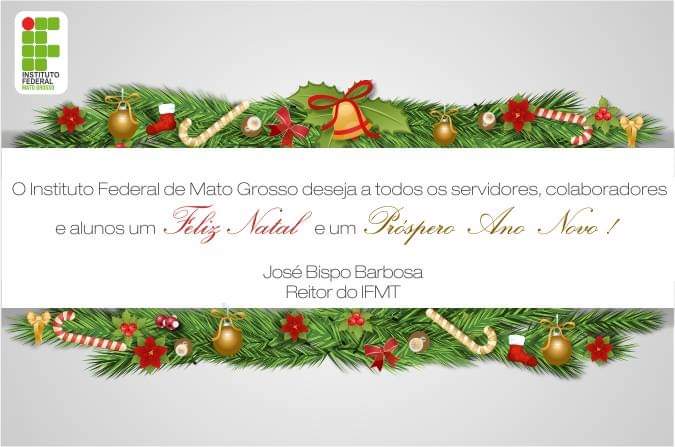 INSTITUTO
FEDERAL
MATO GROSSO
O Instituto Federal de Mato Grosso deseja a todos os servidores, colaboradores
e alunos um Feliz Natal e um Próspero Ano Novo !
José Bispo Barbosa
Reitor do IFMT